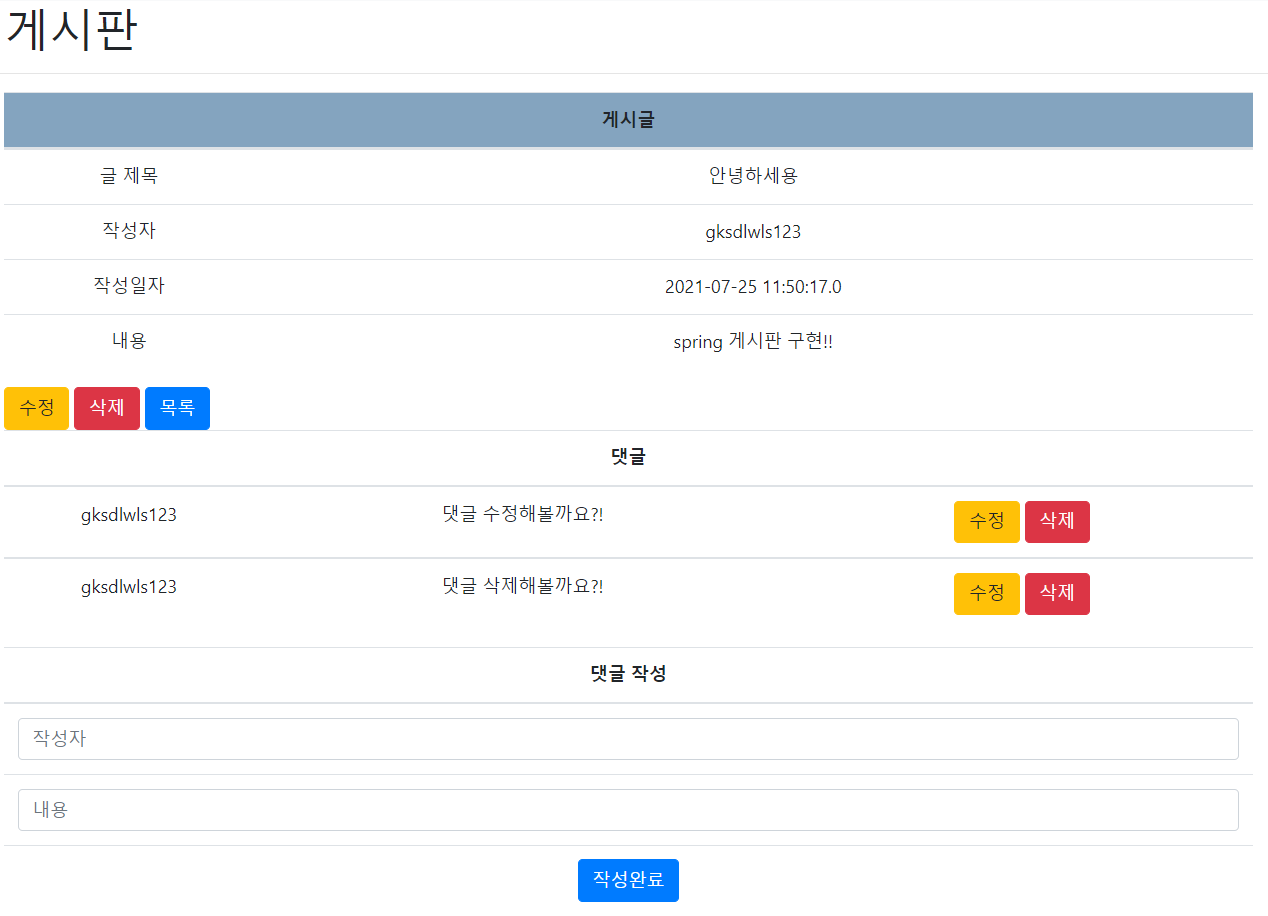 게시판
게시글
글 제목 안녕하세용
작성자 gksdlwls123
작성일자 2021-07-25 11:50:17.0
내용 spring 게시판 구현!!
수정 삭제 목록
댓글
gksdlwls123 댓글 수정해볼까요?! 수정 삭제
gksdlwls123 댓글 삭제해볼까요?! 수정 삭제
댓글 작성
작성자
내용
작성완료